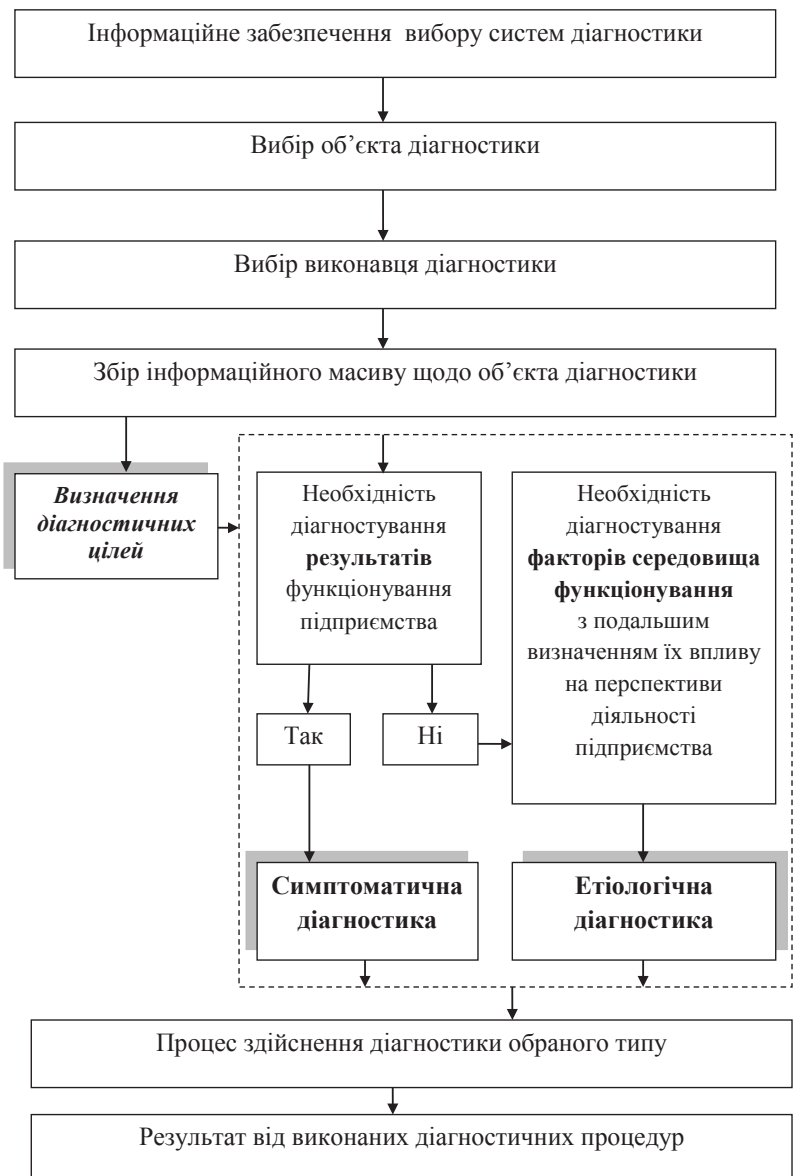 Інформаційне забезпечення вибору систем діагностики
Вибір об’єкта діагностики
Вибір виконавця діагностики
Збір інформаційного масиву щодо об’єкта діагностики
Визначення
діагностичних
цілей
Необхідність
діагностування
результатів
функціонування
підприємства
Необхідність
діагностування
факторів середовища
функціонування
з подальшим
визначенням їх впливу
на перспективи
діяльності
підприємства
Так
Ні
Симптоматична
діагностика
Етіологічна
діагностика
Процес здійснення діагностики обраного типу
Результат від виконаних діагностичних процедур